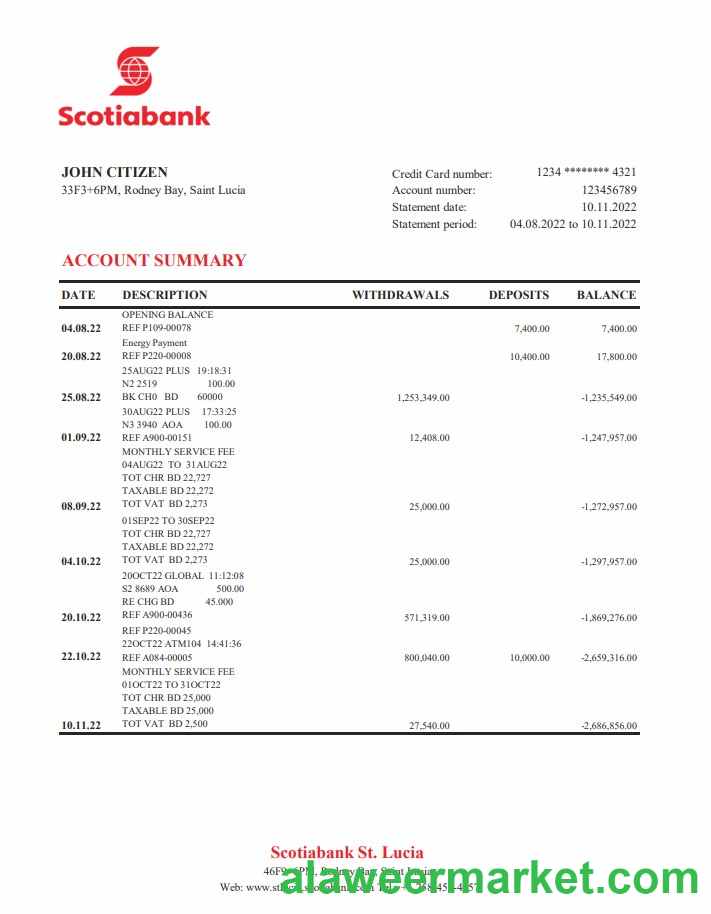 Scotiabank
JOHN CITIZEN
33F3+6PM, Rodney Bay, Saint Lucia
Credit Card number: 1234 ******** 4321
Account number: 123456789
Statement date: 10.11.2022
Statement period: 04.08.2022 to 10.11.2022
ACCOUNT SUMMARY
DATE DESCRIPTION WITHDRAWALS DEPOSITS BALANCE
OPENING BALANCE
04.08.22 REF P109-00078 7,400.00 7,400.00
Energy Payment
20.08.22 REF P220-00008 10,400.00 17,800.00
25AUG22 PLUS 19:18:31
N2 2519 100.00
25.08.22 BK CH0 BD 60000 1,253,349.00 -1,235,549.00
30AUG22 PLUS 17:33:25
N3 3940 AOA 100.00
01.09.22 REF A900-00151 12,408.00 -1,247,957.00
MONTHLY SERVICE FEE
04AUG22 TO 31AUG22
TOT CHR BD 22,727
TAXABLE BD 22,272
08.09.22 TOT VAT BD 2,273 25,000.00 -1,272,957.00
01SEP22 TO 30SEP22
TOT CHR BD 22,727
TAXABLE BD 22,272
04.10.22 TOT VAT BD 2,273 25,000.00 -1,297,957.00
20OCT22 GLOBAL 11:12:08
S2 8689 AOA 500.00
RE CHG BD 45.000
20.10.22 REF A900-00436 571,319.00 -1,869,276.00
REF P220-00045
22OCT22 ATM104 14:41:36
22.10.22 REF A084-00005 800,040.00 10,000.00 -2,659,316.00
MONTHLY SERVICE FEE
01OCT22 TO 31OCT22
TOT CHR BD 25,000
TAXABLE BD 25,000
10.11.22 TOT VAT BD 2,500 27,540.00 -2,686,856.00
Scotiabank St. Lucia
alaweermarket.com
Web: